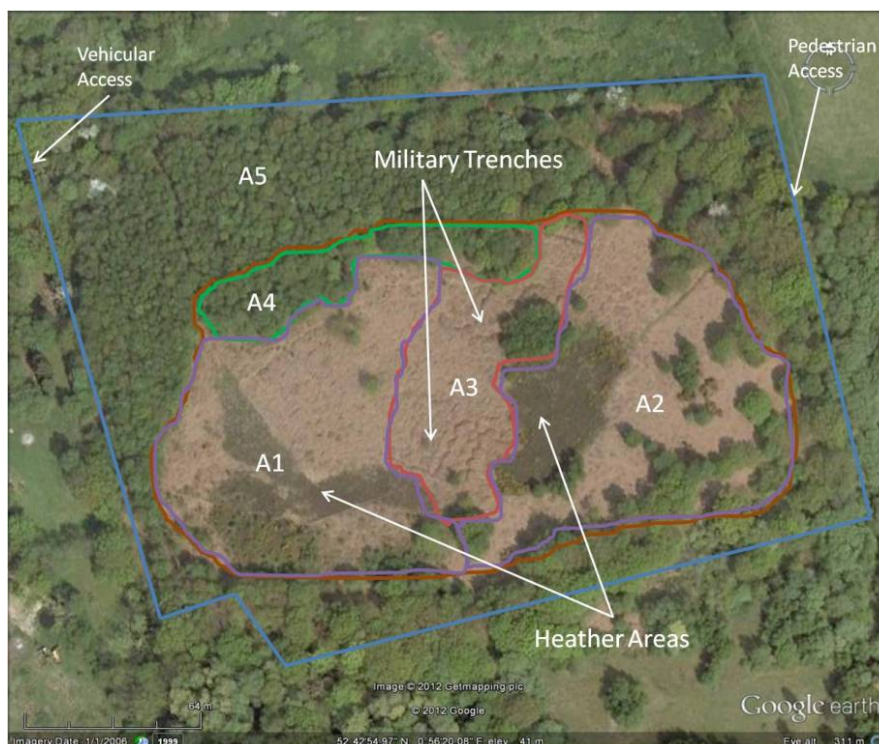 Vehicular
Access
Pedestrian
Access
Military Trenches
A5
A4
A3
A2
A1
Heather Areas
Image © 2012 Getmapping plc
© 2012 Google
Google earth
64 m
Imagery Date: 1/1/2006
1999
52°42'54.97" N 0°56'20.08" E elev 41 m
Eye alt 311 m